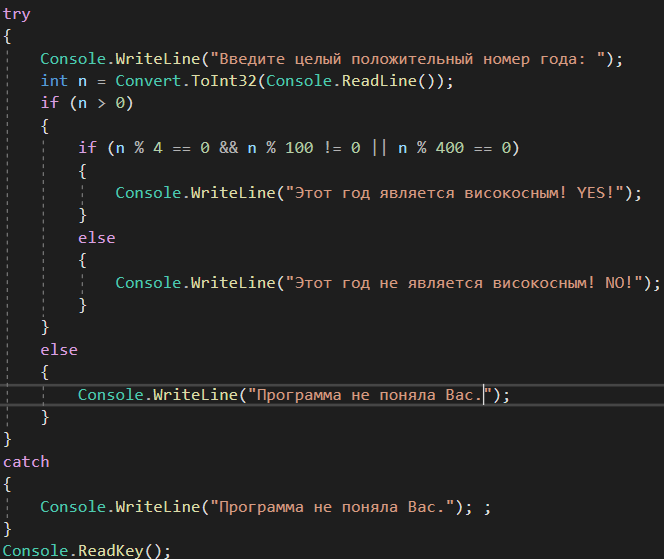 try
{
Console.WriteLine("Введите целый положительный номер года: ");
int n = Convert.ToInt32(Console.ReadLine());
if (n > 0)
{
if (n % 4 == 0 && n % 100 != 0 || n % 400 == 0)
{
Console.WriteLine("Этот год является високосным! YES!");
}
else
{
Console.WriteLine("Этот год не является високосным! NO!");
}
}
else
{
Console.WriteLine("Программа не поняла Вас.");
}
}
catch
{
Console.WriteLine("Программа не поняла Вас."); ;
}
Console.ReadKey();